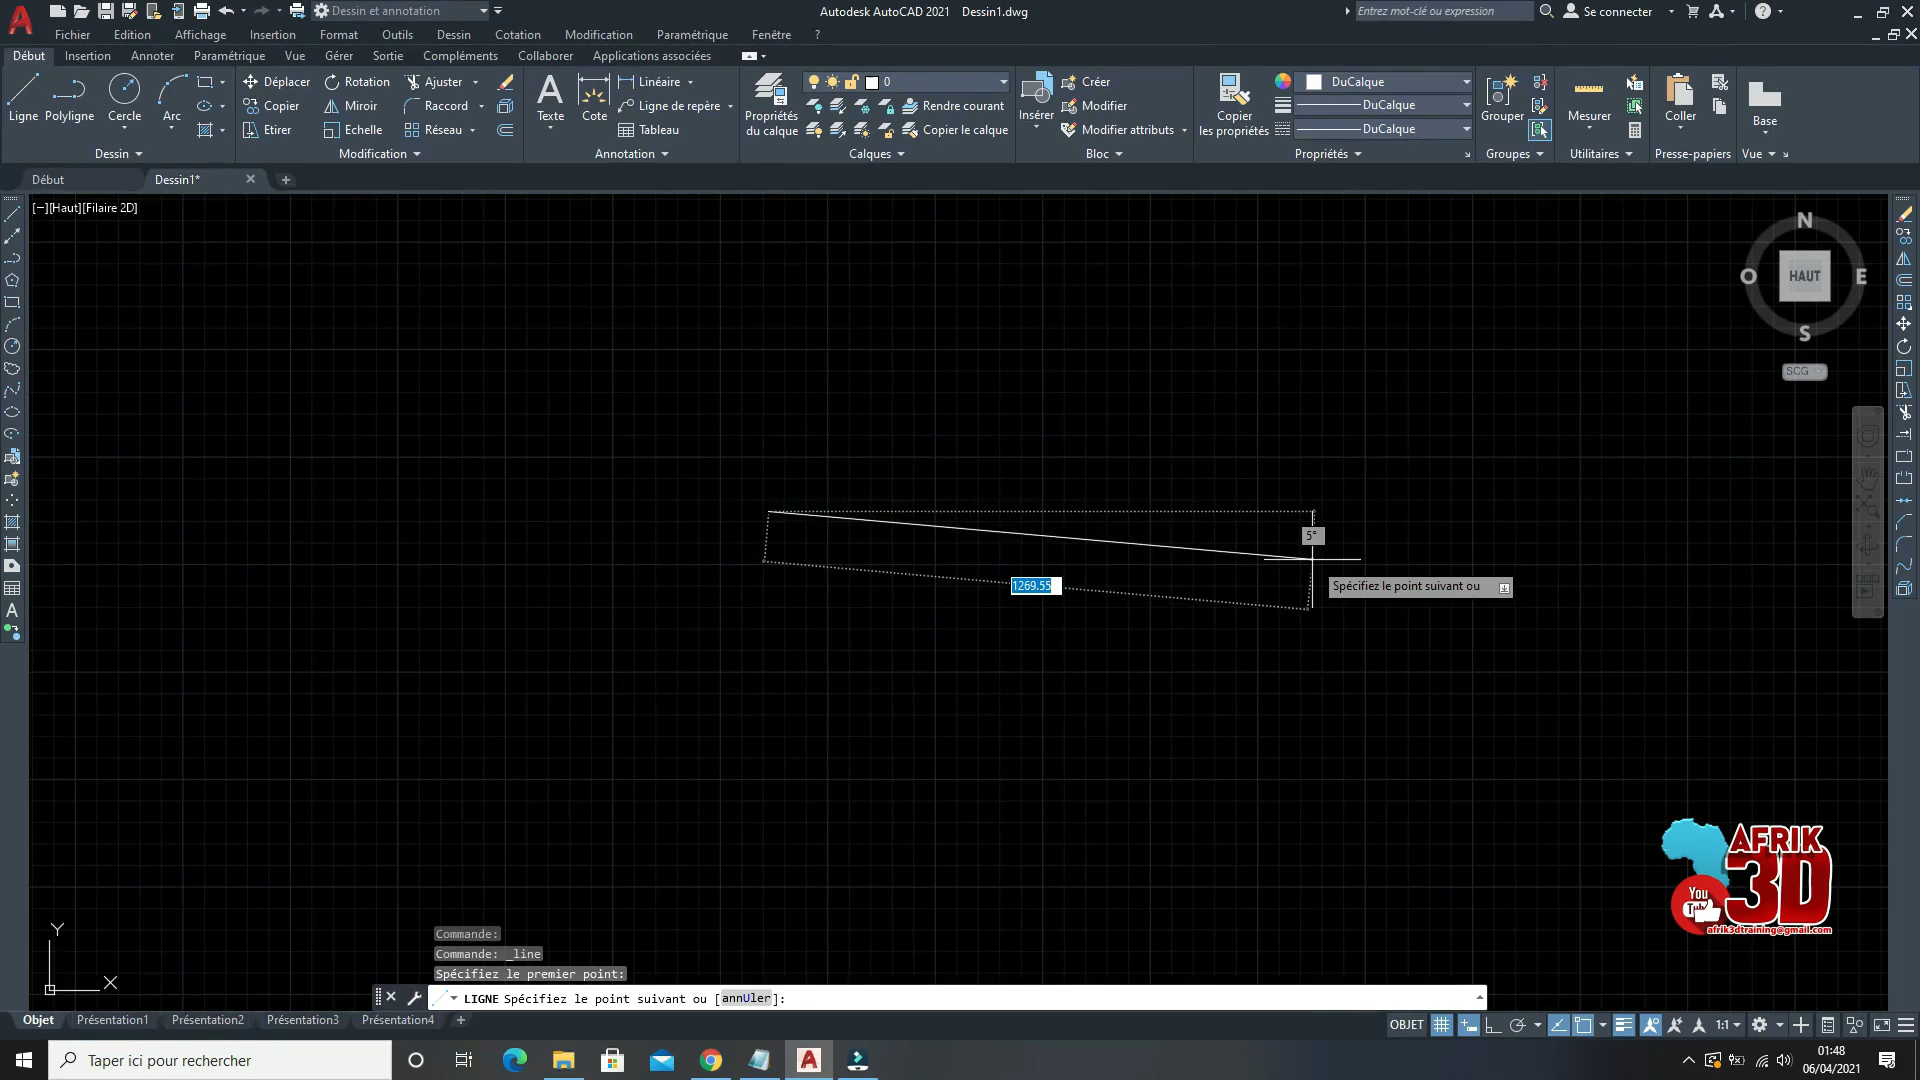 Dessin et annotation
Autodesk AutoCAD 2021 Dessin1.dwg
Entrez mot-clé ou expression
Se connecter
Fichier Edition Affichage Insertion Format Outils Dessin Cotation Modification Paramétrique Fenêtre ?
Début Insertion Annoter Paramétrique Vue Gérer Sortie Compléments Collaborer Applications associées
Ligne Polyligne Cercle Arc
Dessin
Déplacer Rotation Ajuster
Copier Miroir Raccord
Etirer Echelle Réseau
Modification
A
Texte Cote
Linéaire
Ligne de repère
Tableau
Annotation
Propriétés
du calque
0
Rendre courant
Copier le calque
Calques
Insérer
Créer
Modifier
Modifier attributs
Bloc
Copier
les propriétés
DuCalque
DuCalque
DuCalque
Propriétés
Grouper
Groupes
Mesurer
Utilitaires
Coller
Presse-papiers
Base
Vue
Début
Dessin1*
[−][Haut][Filaire 2D]
N
O HAUT E
S
SCG
5°
1269.55
Spécifiez le point suivant ou
A
AFRIK
3D
You
Tube
afrik3dtraining@gmail.com
Y
X
Commande:
Commande: _line
Spécifiez le premier point:
LIGNE Spécifiez le point suivant ou [annUler]:
Objet Présentation1 Présentation2 Présentation3 Présentation4 +
OBJET
1:1
Taper ici pour rechercher
A
01:48
06/04/2021